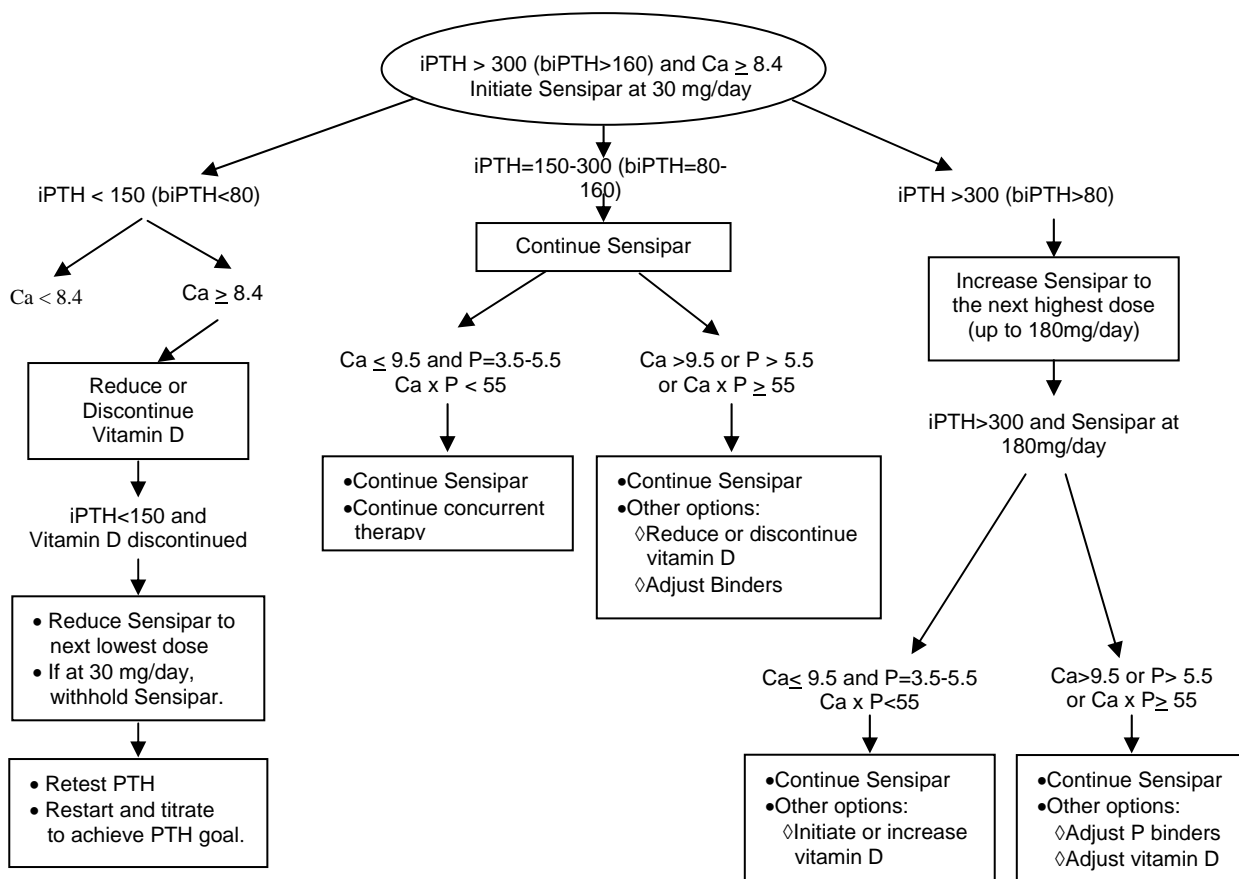 iPTH > 300 (biPTH>160) and Ca ≥ 8.4
Initiate Sensipar at 30 mg/day
iPTH < 150 (biPTH<80)
Ca < 8.4
Ca ≥ 8.4
Reduce or
Discontinue
Vitamin D
iPTH<150 and
Vitamin D discontinued
• Reduce Sensipar to
next lowest dose
• If at 30 mg/day,
withhold Sensipar.
• Retest PTH
• Restart and titrate
to achieve PTH goal.
iPTH=150-300 (biPTH=80-
160)
Continue Sensipar
Ca ≤ 9.5 and P=3.5-5.5
Ca x P < 55
•Continue Sensipar
•Continue concurrent
therapy
Ca >9.5 or P > 5.5
or Ca x P ≥ 55
•Continue Sensipar
•Other options:
◊Reduce or discontinue
vitamin D
◊Adjust Binders
iPTH >300 (biPTH>80)
Increase Sensipar to
the next highest dose
(up to 180mg/day)
iPTH>300 and Sensipar at
180mg/day
Ca≤ 9.5 and P=3.5-5.5
Ca x P<55
•Continue Sensipar
•Other options:
◊Initiate or increase
vitamin D
Ca>9.5 or P> 5.5
or Ca x P≥ 55
•Continue Sensipar
•Other options:
◊Adjust P binders
◊Adjust vitamin D